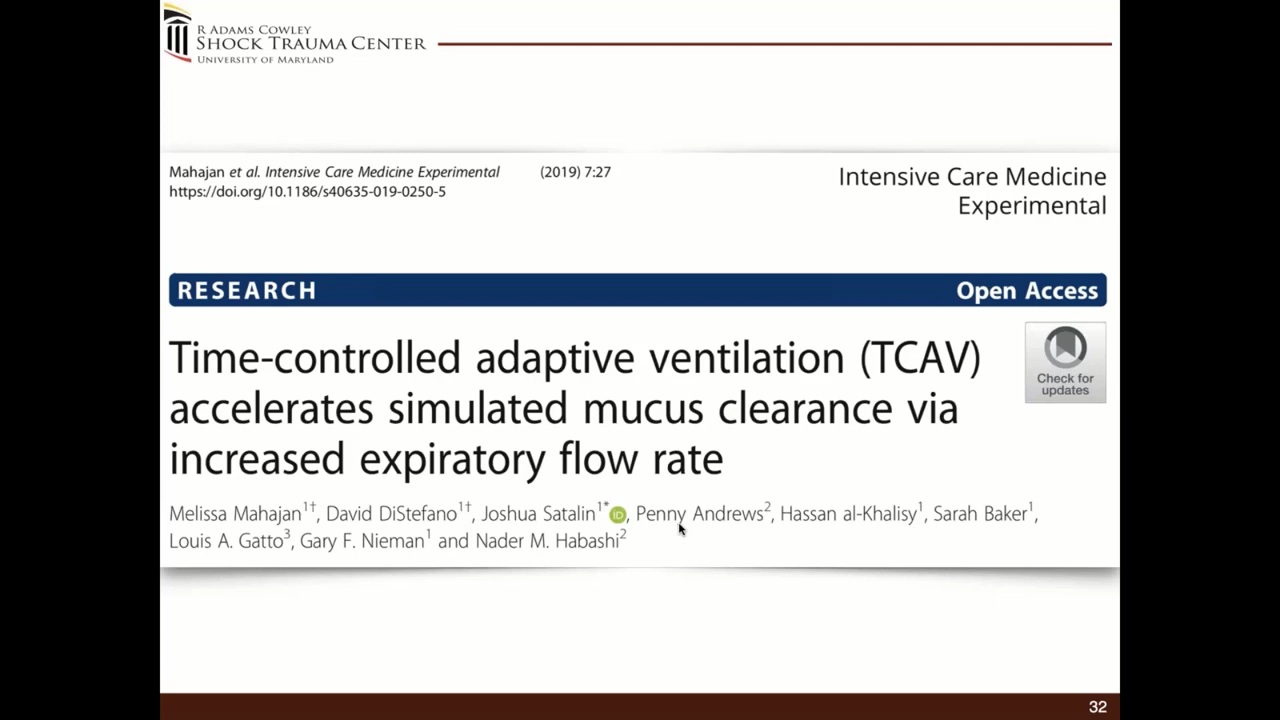 R ADAMS COWLEY
SHOCK TRAUMA CENTER
UNIVERSITY OF MARYLAND
Mahajan et al. Intensive Care Medicine Experimental (2019) 7:27
https://doi.org/10.1186/s40635-019-0250-5
Intensive Care Medicine
Experimental
RESEARCH Open Access
Time-controlled adaptive ventilation (TCAV)
accelerates simulated mucus clearance via
increased expiratory flow rate
Check for
updates
Melissa Mahajan1†, David DiStefano1†, Joshua Satalin1* iD, Penny Andrews2, Hassan al-Khalisy1, Sarah Baker1,
Louis A. Gatto3, Gary F. Nieman1 and Nader M. Habashi2
32